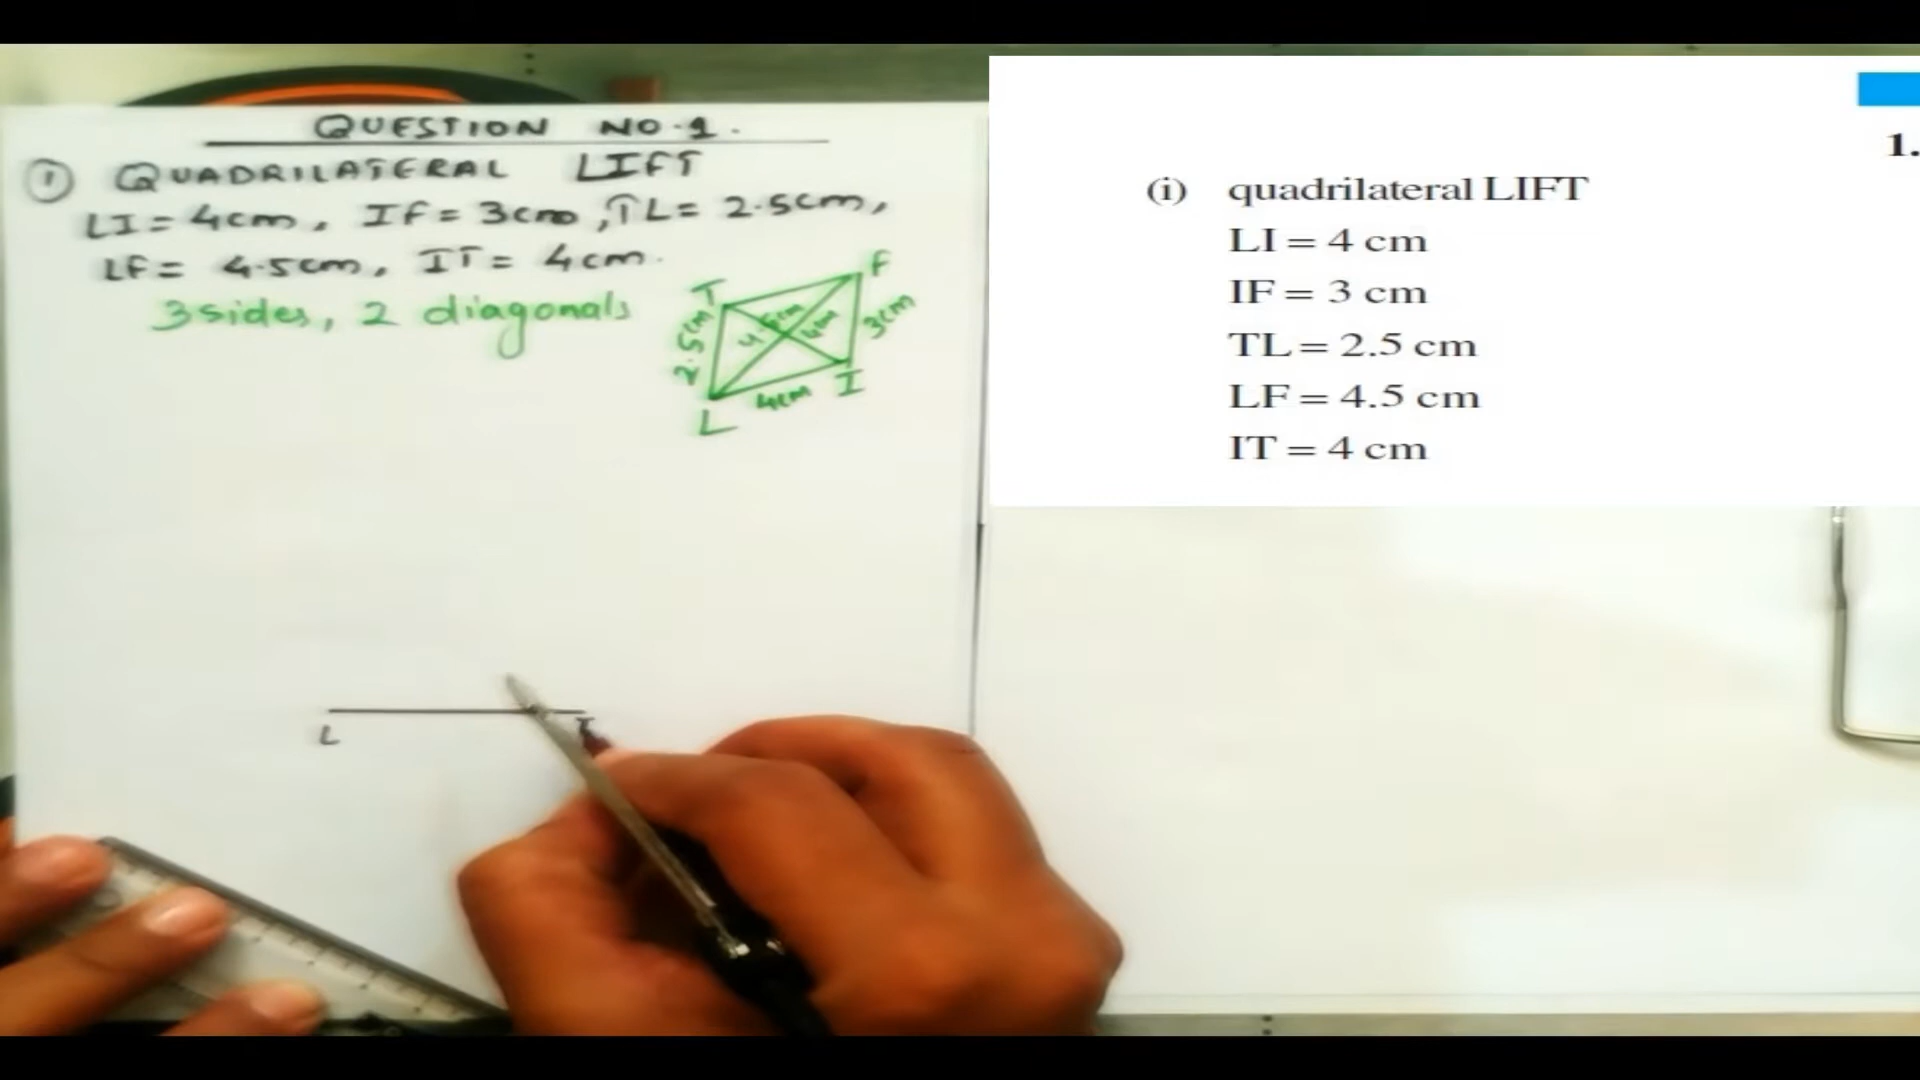 QUESTION NO.1.
① QUADRILATERAL LIFT
LI = 4cm, IF = 3cm, TL = 2.5cm,
LF = 4.5cm, IT = 4cm.
3 sides, 2 diagonals
T
F
2.5cm
4.5cm
4cm
3cm
L
4cm
I
L
I
1.
(i) quadrilateral LIFT
LI = 4 cm
IF = 3 cm
TL = 2.5 cm
LF = 4.5 cm
IT = 4 cm